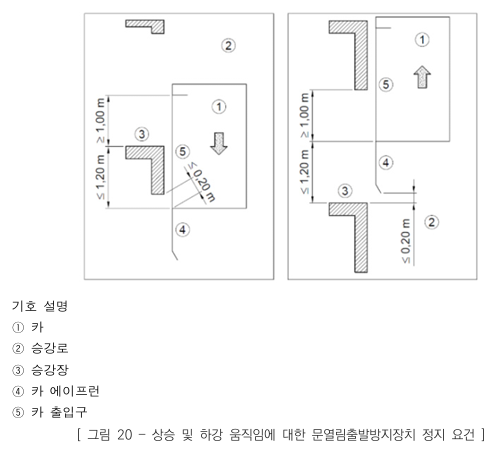 ②
①
≥ 1,00 m
③
⑤
≤ 0,20 m
≤ 1,20 m
④
①
⑤
≥ 1,00 m
④
≤ 1,20 m
③
②
≤ 0,20 m
기호 설명
① 카
② 승강로
③ 승강장
④ 카 에이프런
⑤ 카 출입구
[ 그림 20 - 상승 및 하강 움직임에 대한 문열림출발방지장치 정지 요건 ]